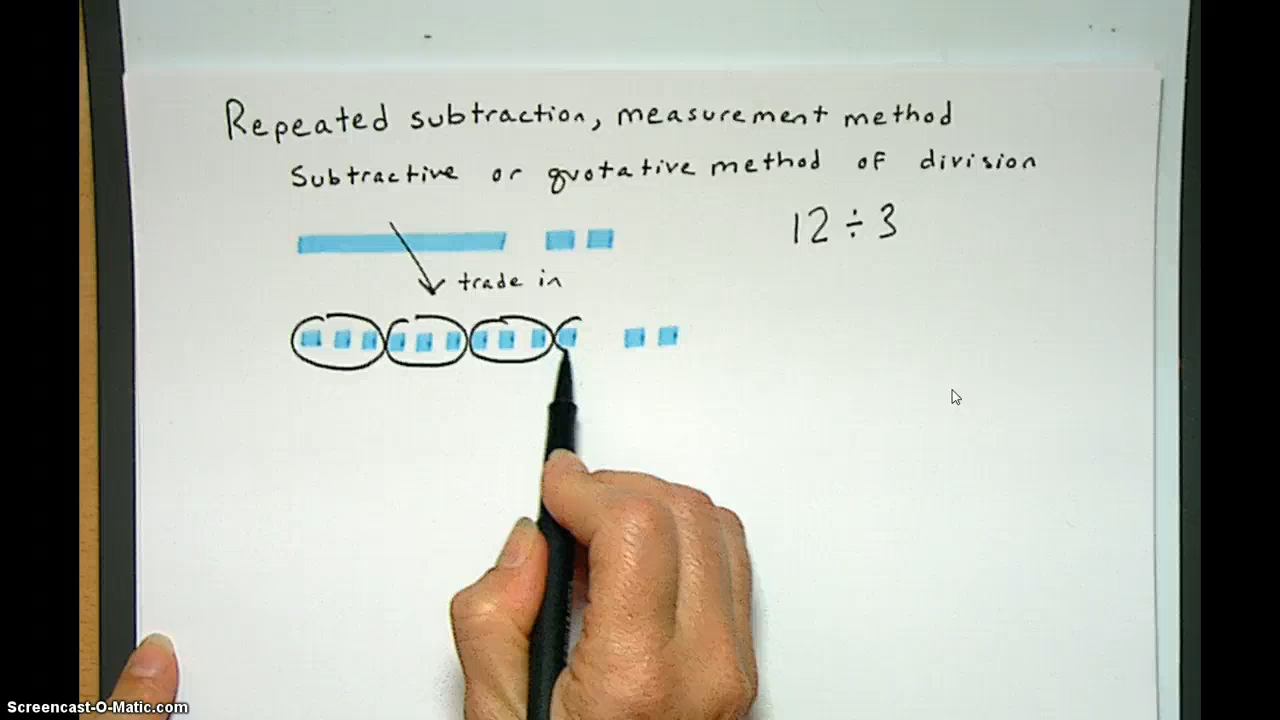 Repeated subtraction, measurement method
Subtractive or quotative method of division
12 ÷ 3
trade in
Screencast-O-Matic.com